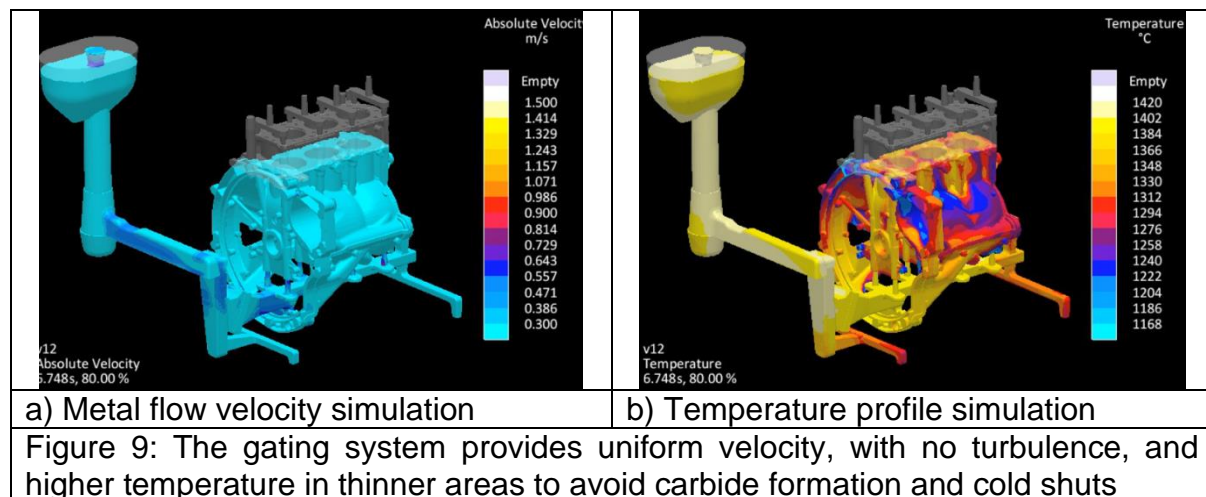 Absolute Velocity
m/s
Empty
1.500
1.414
1.329
1.243
1.157
1.071
0.986
0.900
0.814
0.729
0.643
0.557
0.471
0.386
0.300
v12
Absolute Velocity
6.748s, 80.00 %
Temperature
°C
Empty
1420
1402
1384
1366
1348
1330
1312
1294
1276
1258
1240
1222
1204
1186
1168
v12
Temperature
6.748s, 80.00 %
a) Metal flow velocity simulation
b) Temperature profile simulation
Figure 9: The gating system provides uniform velocity, with no turbulence, and
higher temperature in thinner areas to avoid carbide formation and cold shuts